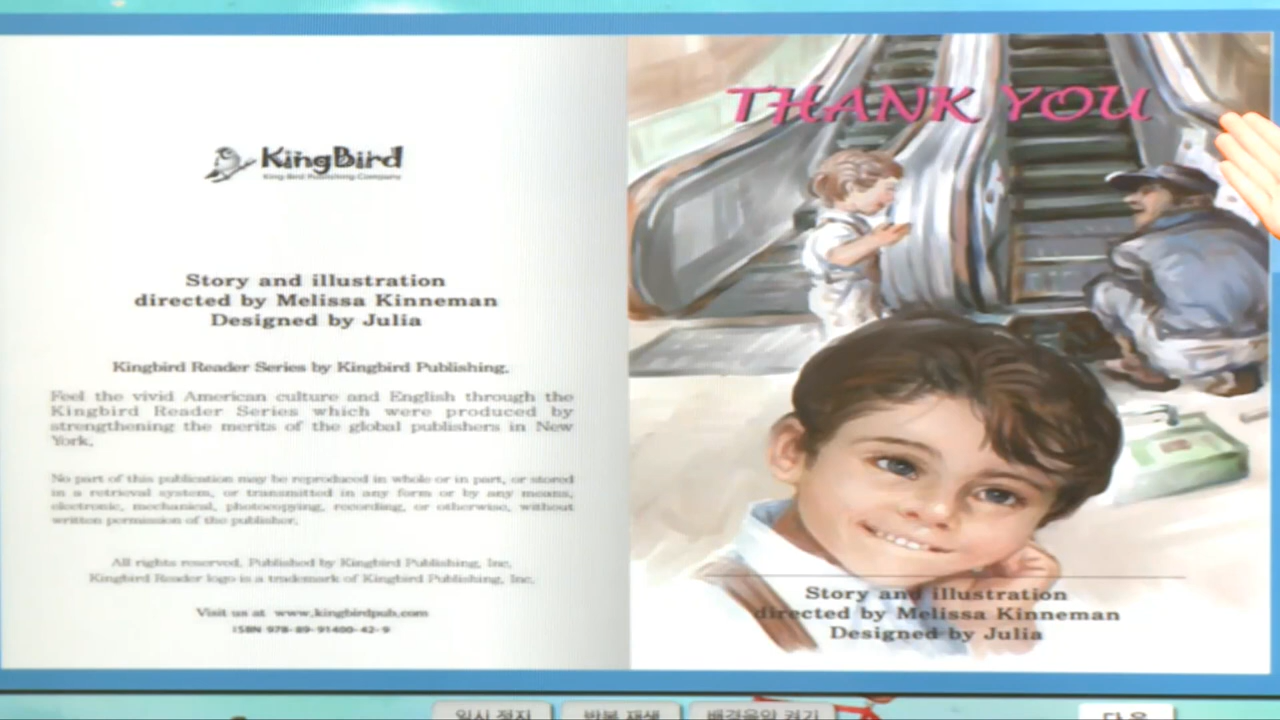 KingBird
King Bird Publishing Company
Story and illustration
directed by Melissa Kinneman
Designed by Julia
Kingbird Reader Series by Kingbird Publishing.
Feel the vivid American culture and English through the
Kingbird Reader Series which were produced by
strengthening the merits of the global publishers in New
York.
No part of this publication may be reproduced in whole or in part, or stored
in a retrieval system, or transmitted in any form or by any means,
electronic, mechanical, photocopying, recording, or otherwise, without
written permission of the publisher.
All rights reserved. Published by Kingbird Publishing, Inc,
Kingbird Reader logo is a trademark of Kingbird Publishing, Inc,
Visit us at www.kingbirdpub.com
ISBN 978-89-91400-42-9
THANK YOU
Story and illustration
directed by Melissa Kinneman
Designed by Julia
일시 정지
반복 재생
배경음악 켜기
다음